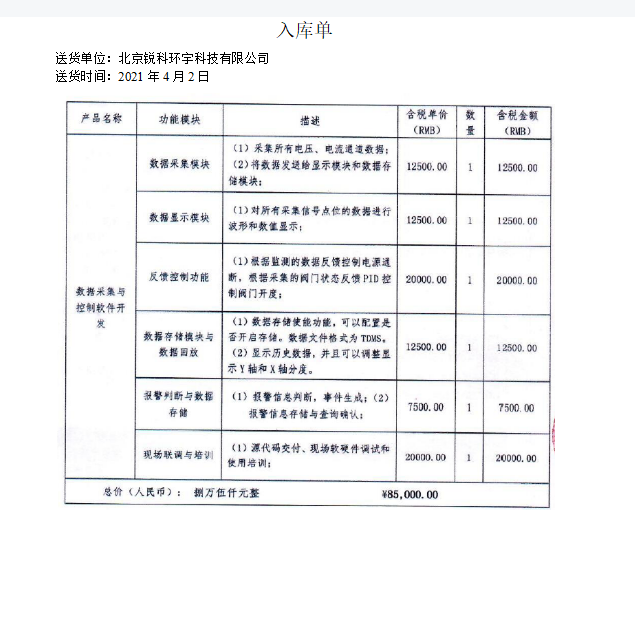 入库单
送货单位：北京锐科环宇科技有限公司
送货时间：2021 年 4 月 2 日
产品名称 功能模块 描述 含税单价 数 含税金额
（RMB） 量 （RMB）
数据采集与
控制软件开
发
数据采集模块
（1）采集所有电压、电流通道数据；
（2）将数据发送给显示模块和数据存
储模块；
12500.00 1 12500.00
数据显示模块
（1)对所有采集信号点位的数据进行
波形和数值显示；
12500.00 1 12500.00
反馈控制功能
（1)根据监测的数据反馈控制电源通
断，根据采集的阀门状态反馈 PID 控
制阀门开度；
20000.00 1 20000.00
数据存储模块与
数据回放
（1）数据存储使能功能，可以配置是
否开启存储。数据文件格式为 TDMS。
（2）显示历史数据，并且可以调整显
示 Y 轴和 X 轴分度。
12500.00 1 12500.00
报警判断与数据
存储
（1）报警信息判断，事件生成；（2）
报警信息存储与查询确认；
7500.00 1 7500.00
现场联调与培训
（1）源代码交付、现场软硬件调试和
使用培训；
20000.00 1 20000.00
总价（人民币）： 捌万伍仟元整 ¥85,000.00